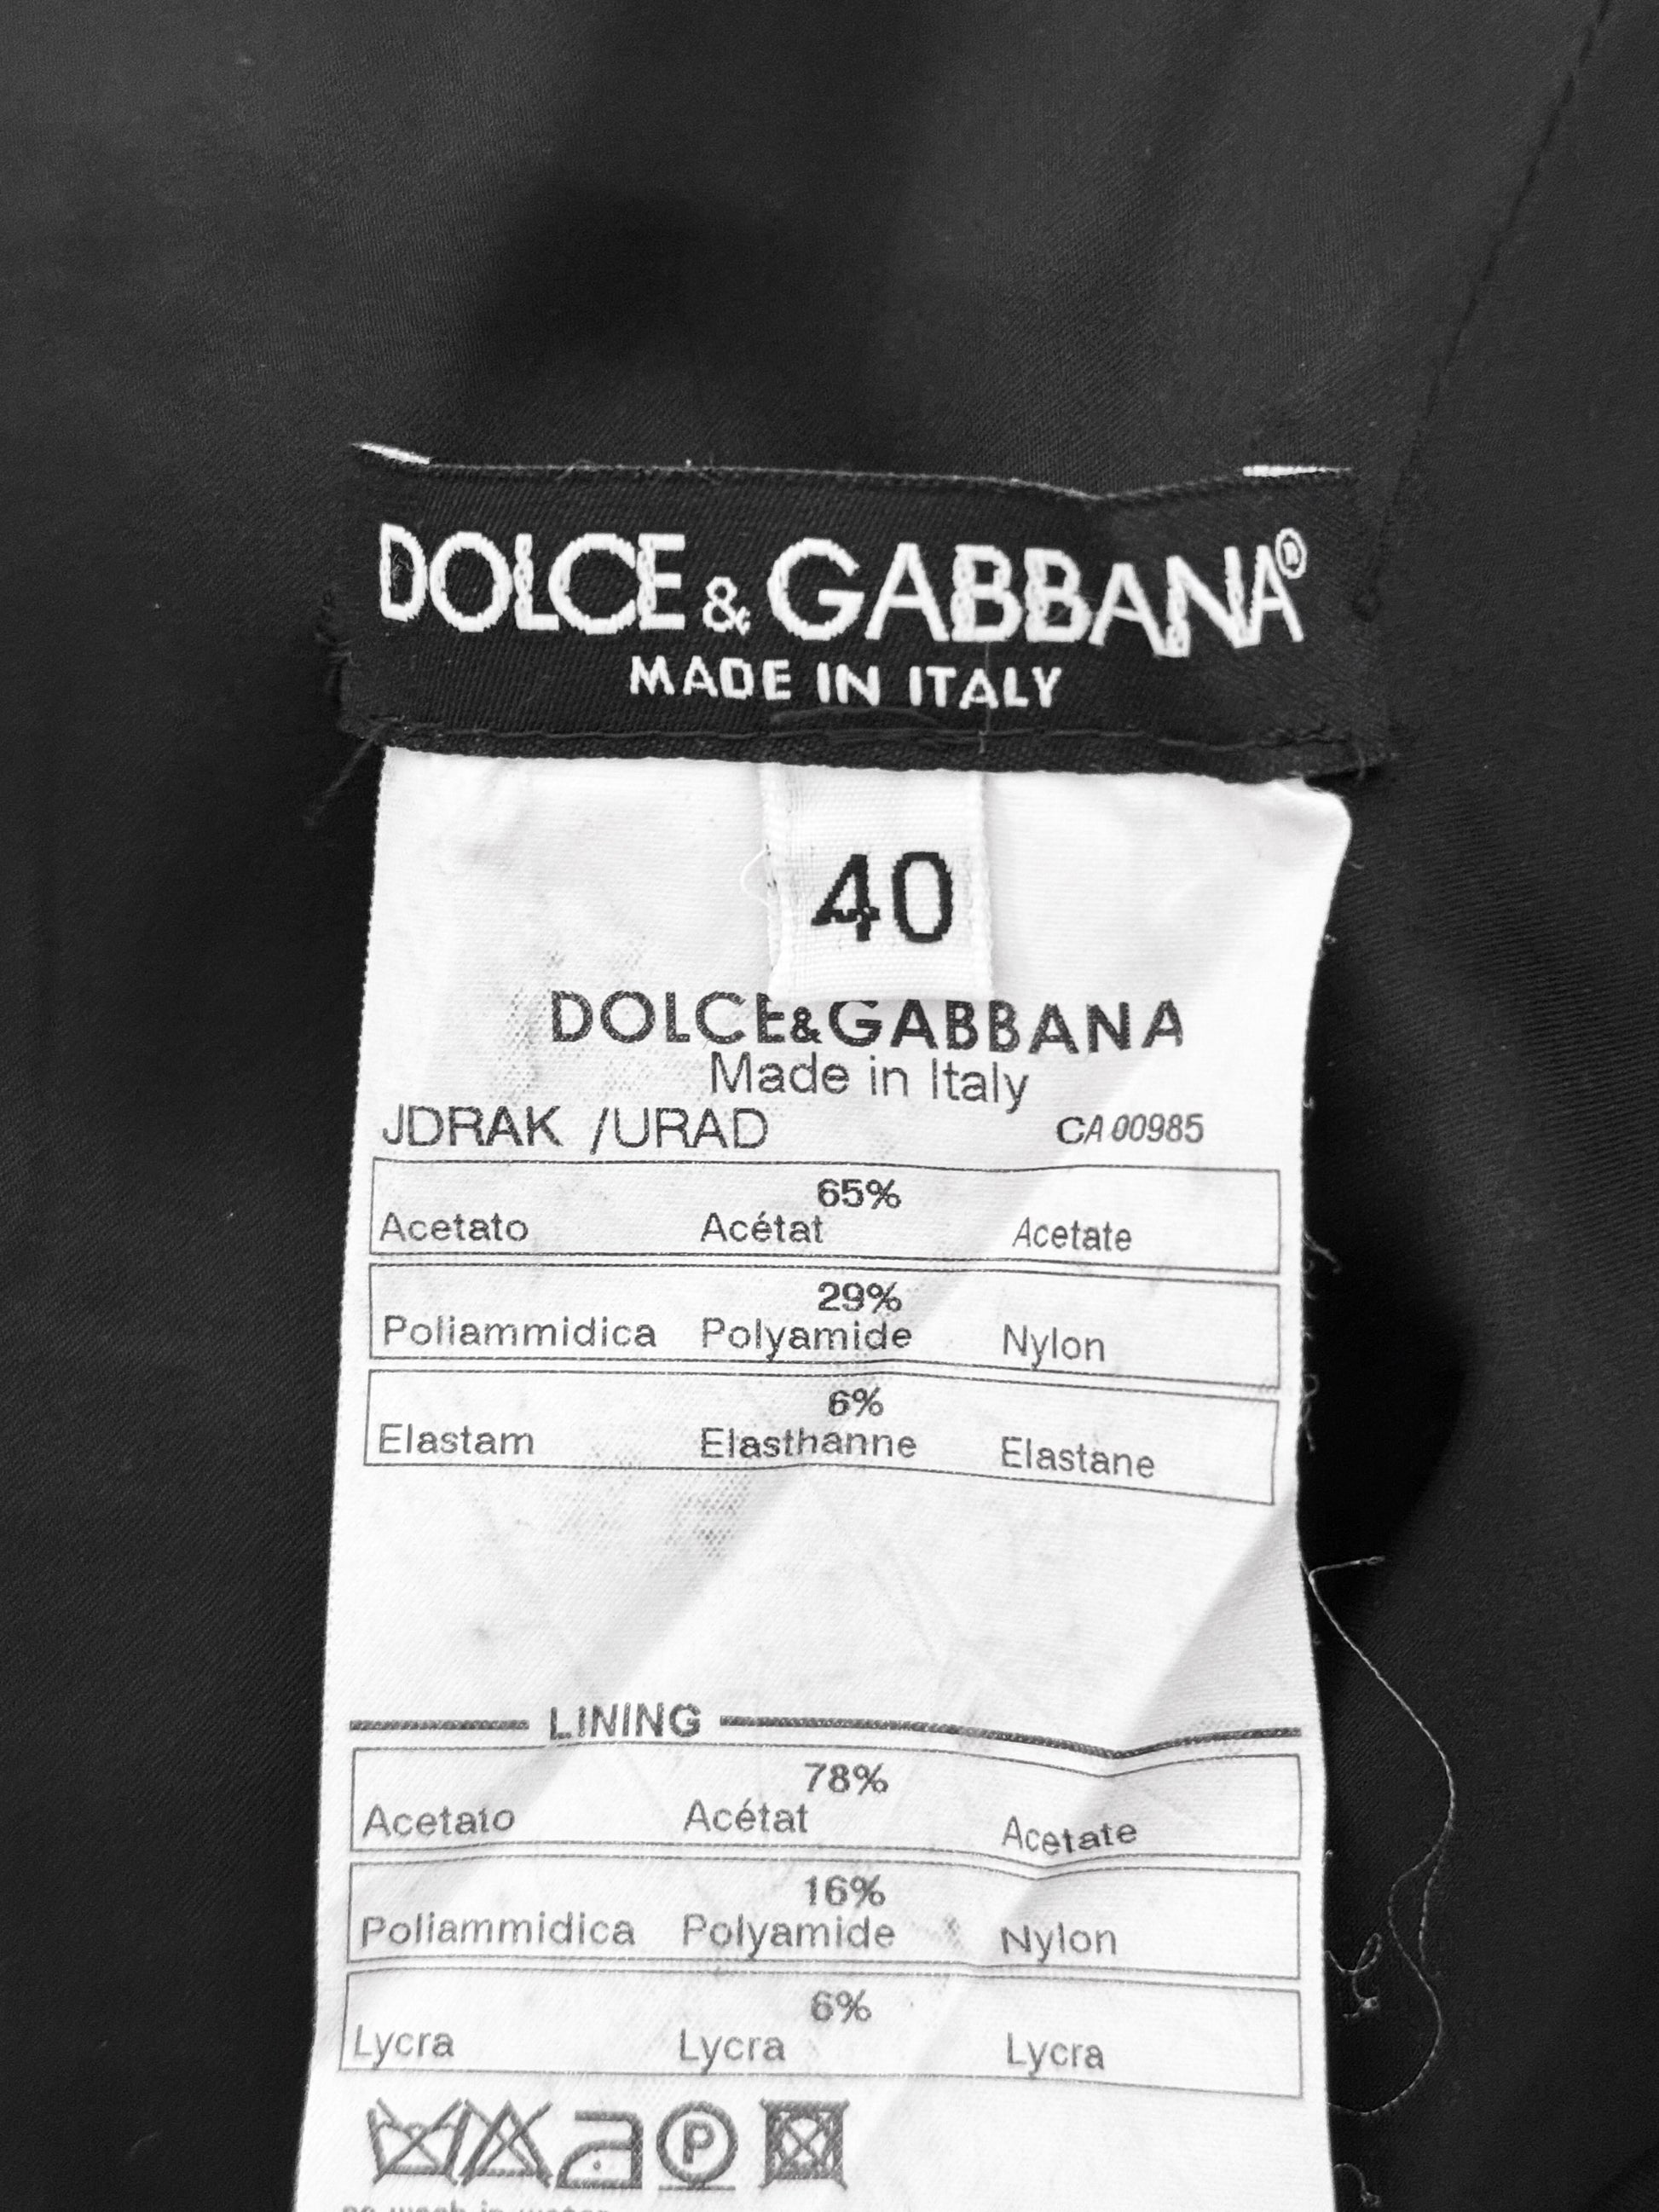 DOLCE & GABBANA®
MADE IN ITALY
40
DOLCE&GABBANA
Made in Italy
JDRAK /URAD CA 00985
65%
Acetato Acétat Acetate
29%
Poliammidica Polyamide Nylon
6%
Elastam Elasthanne Elastane
LINING
78%
Acetato Acétat Acetate
16%
Poliammidica Polyamide Nylon
6%
Lycra Lycra Lycra
P